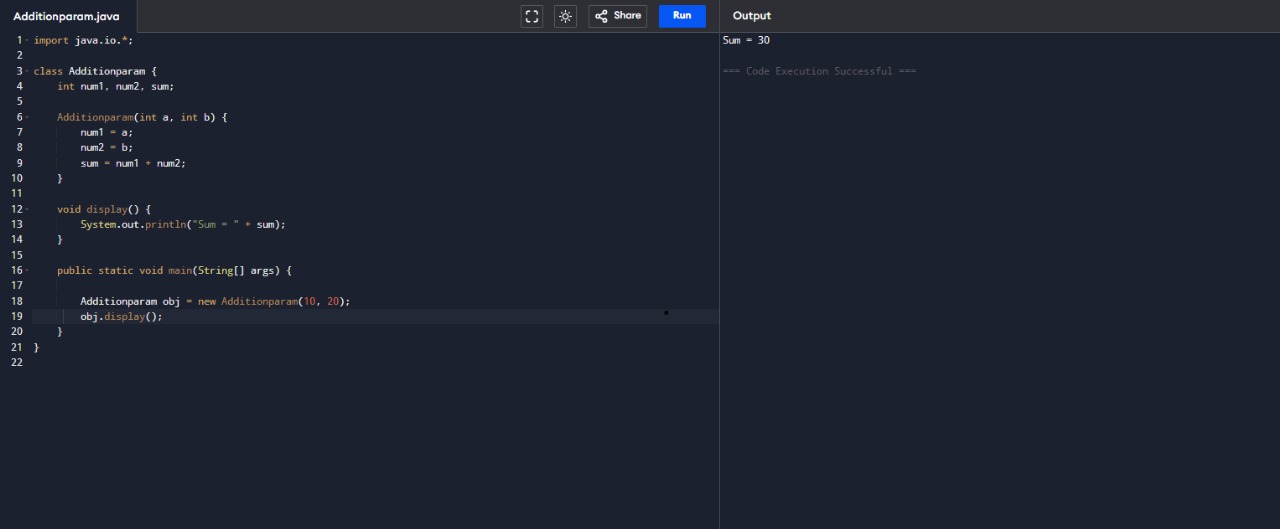 Additionparam.java
Share
Run
Output
1 import java.io.*;
2
3 class Additionparam {
4     int num1, num2, sum;
5
6     Additionparam(int a, int b) {
7         num1 = a;
8         num2 = b;
9         sum = num1 + num2;
10     }
11
12     void display() {
13         System.out.println("Sum = " + sum);
14     }
15
16     public static void main(String[] args) {
17
18         Additionparam obj = new Additionparam(10, 20);
19         obj.display();
20     }
21 }
22
Sum = 30
=== Code Execution Successful ===